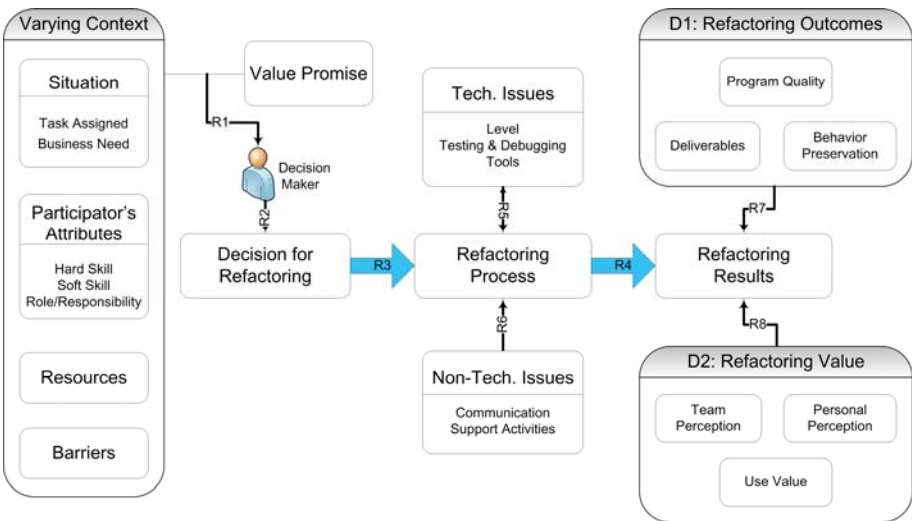 Varying Context
Situation
Task Assigned
Business Need
Participator's
Attributes
Hard Skill
Soft Skill
Role/Responsibility
Resources
Barriers
Value Promise
R1
Decision
Maker
R2
Decision for
Refactoring
R3
Tech. Issues
Level
Testing & Debugging
Tools
R5
Refactoring
Process
R4
R6
Non-Tech. Issues
Communication
Support Activities
D1: Refactoring Outcomes
Program Quality
Deliverables
Behavior
Preservation
R7
Refactoring
Results
R8
D2: Refactoring Value
Team
Perception
Personal
Perception
Use Value